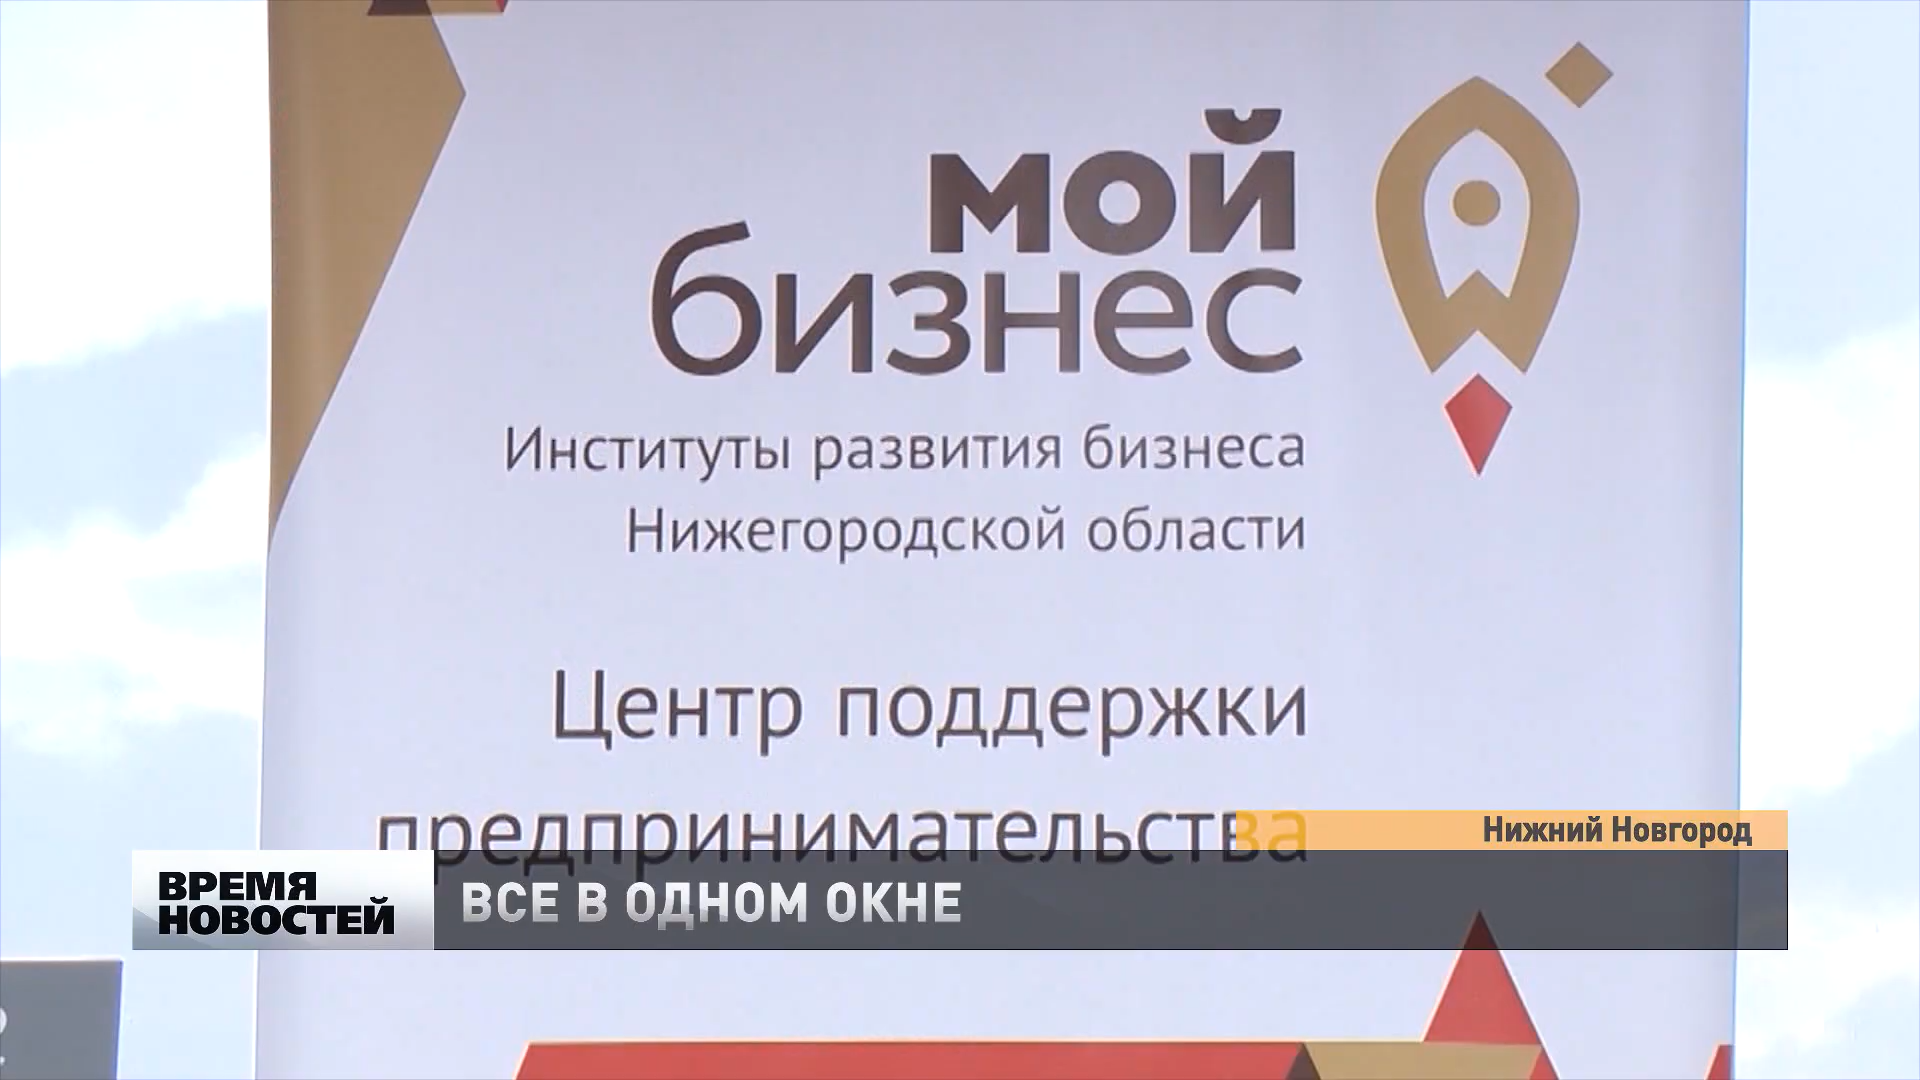 мой
бизнес
Институты развития бизнеса
Нижегородской области
Центр поддержки
предпринимательства
Нижний Новгород
ВРЕМЯ
НОВОСТЕЙ
ВСЕ В ОДНОМ ОКНЕ